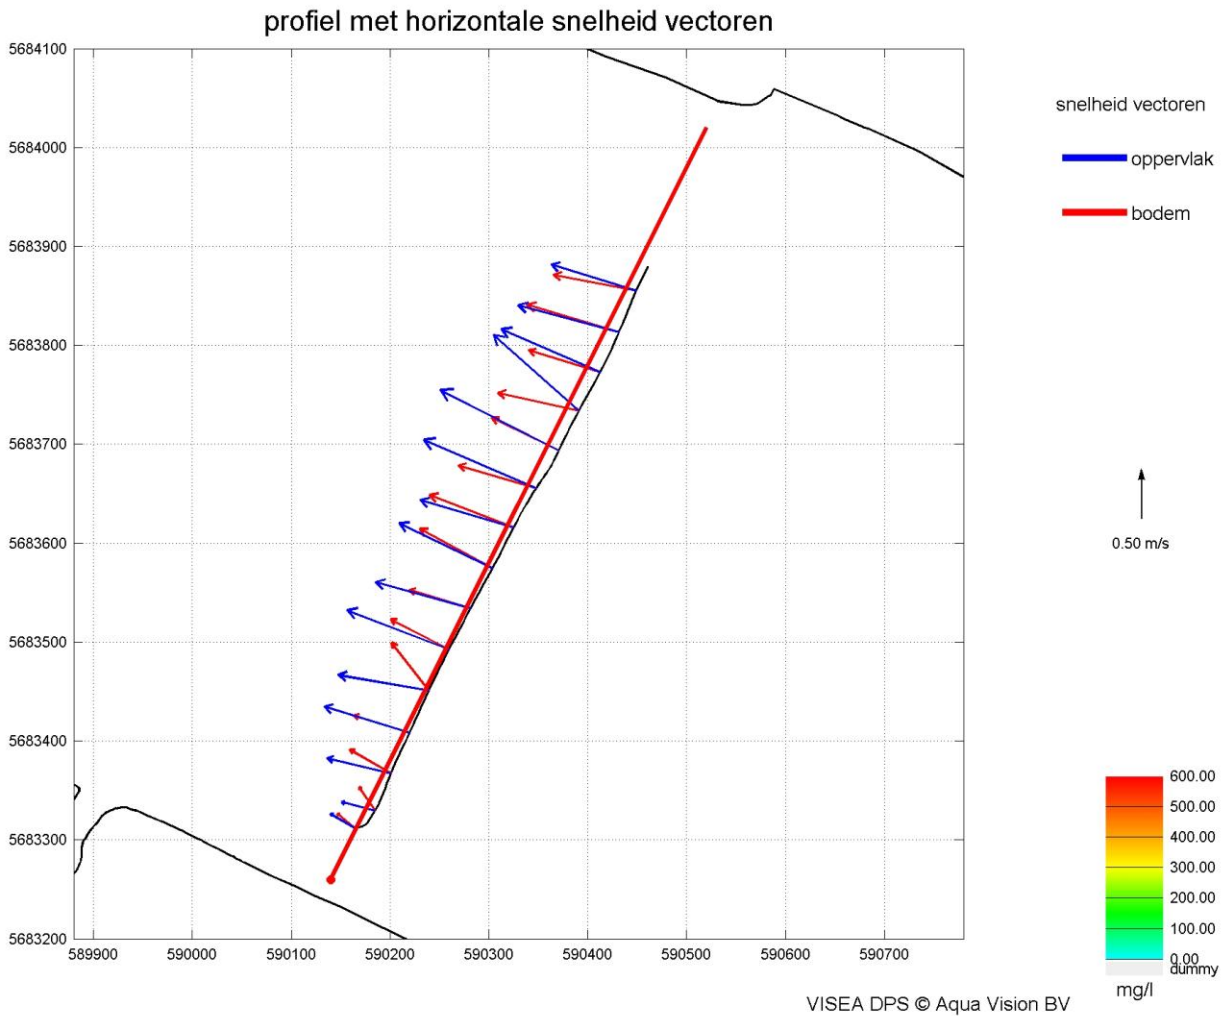 profiel met horizontale snelheid vectoren
5684100
5684000
5683900
5683800
5683700
5683600
5683500
5683400
5683300
5683200
589900 590000 590100 590200 590300 590400 590500 590600 590700
snelheid vectoren
oppervlak
bodem
0.50 m/s
600.00
500.00
400.00
300.00
200.00
100.00
0.00
dummy
mg/l
VISEA DPS © Aqua Vision BV